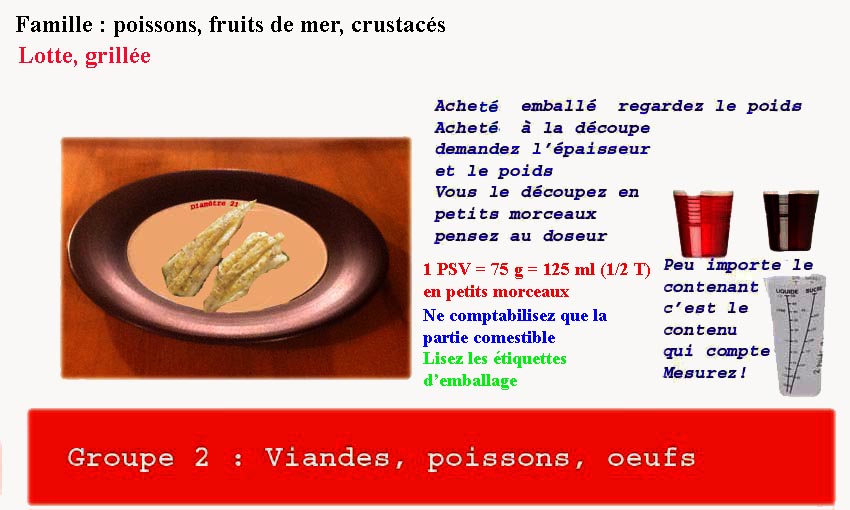 Famille : poissons, fruits de mer, crustacés
Lotte, grillée
Diamètre 21
Acheté emballé regardez le poids
Acheté à la découpe
demandez l'épaisseur
et le poids
Vous le découpez en
petits morceaux
pensez au doseur
1 PSV = 75 g = 125 ml (1/2 T)
en petits morceaux
Ne comptabilisez que la
partie comestible
Lisez les étiquettes
d'emballage
Peu importe le
contenant
c'est le
contenu
qui compte
Mesurez!
LIQUIDE SUCRE
Groupe 2 : Viandes, poissons, oeufs